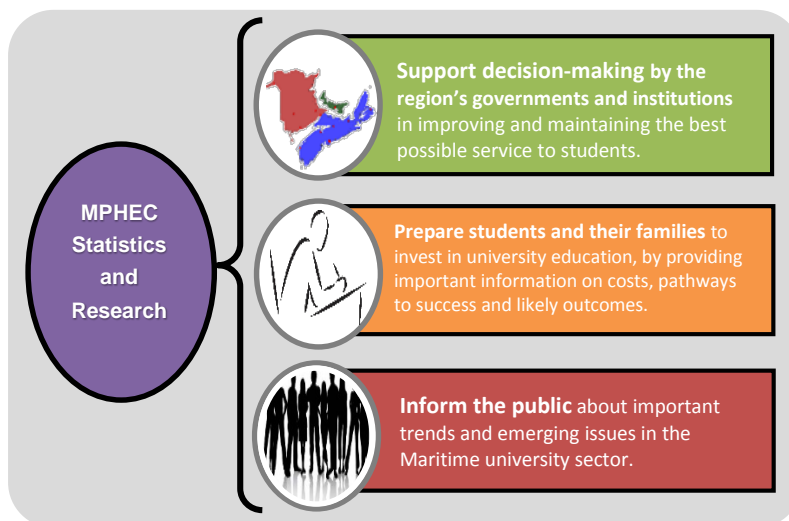 MPHEC
Statistics
and
Research
Support decision-making by the
region's governments and institutions
in improving and maintaining the best
possible service to students.
Prepare students and their families to
invest in university education, by providing
important information on costs, pathways
to success and likely outcomes.
Inform the public about important
trends and emerging issues in the
Maritime university sector.